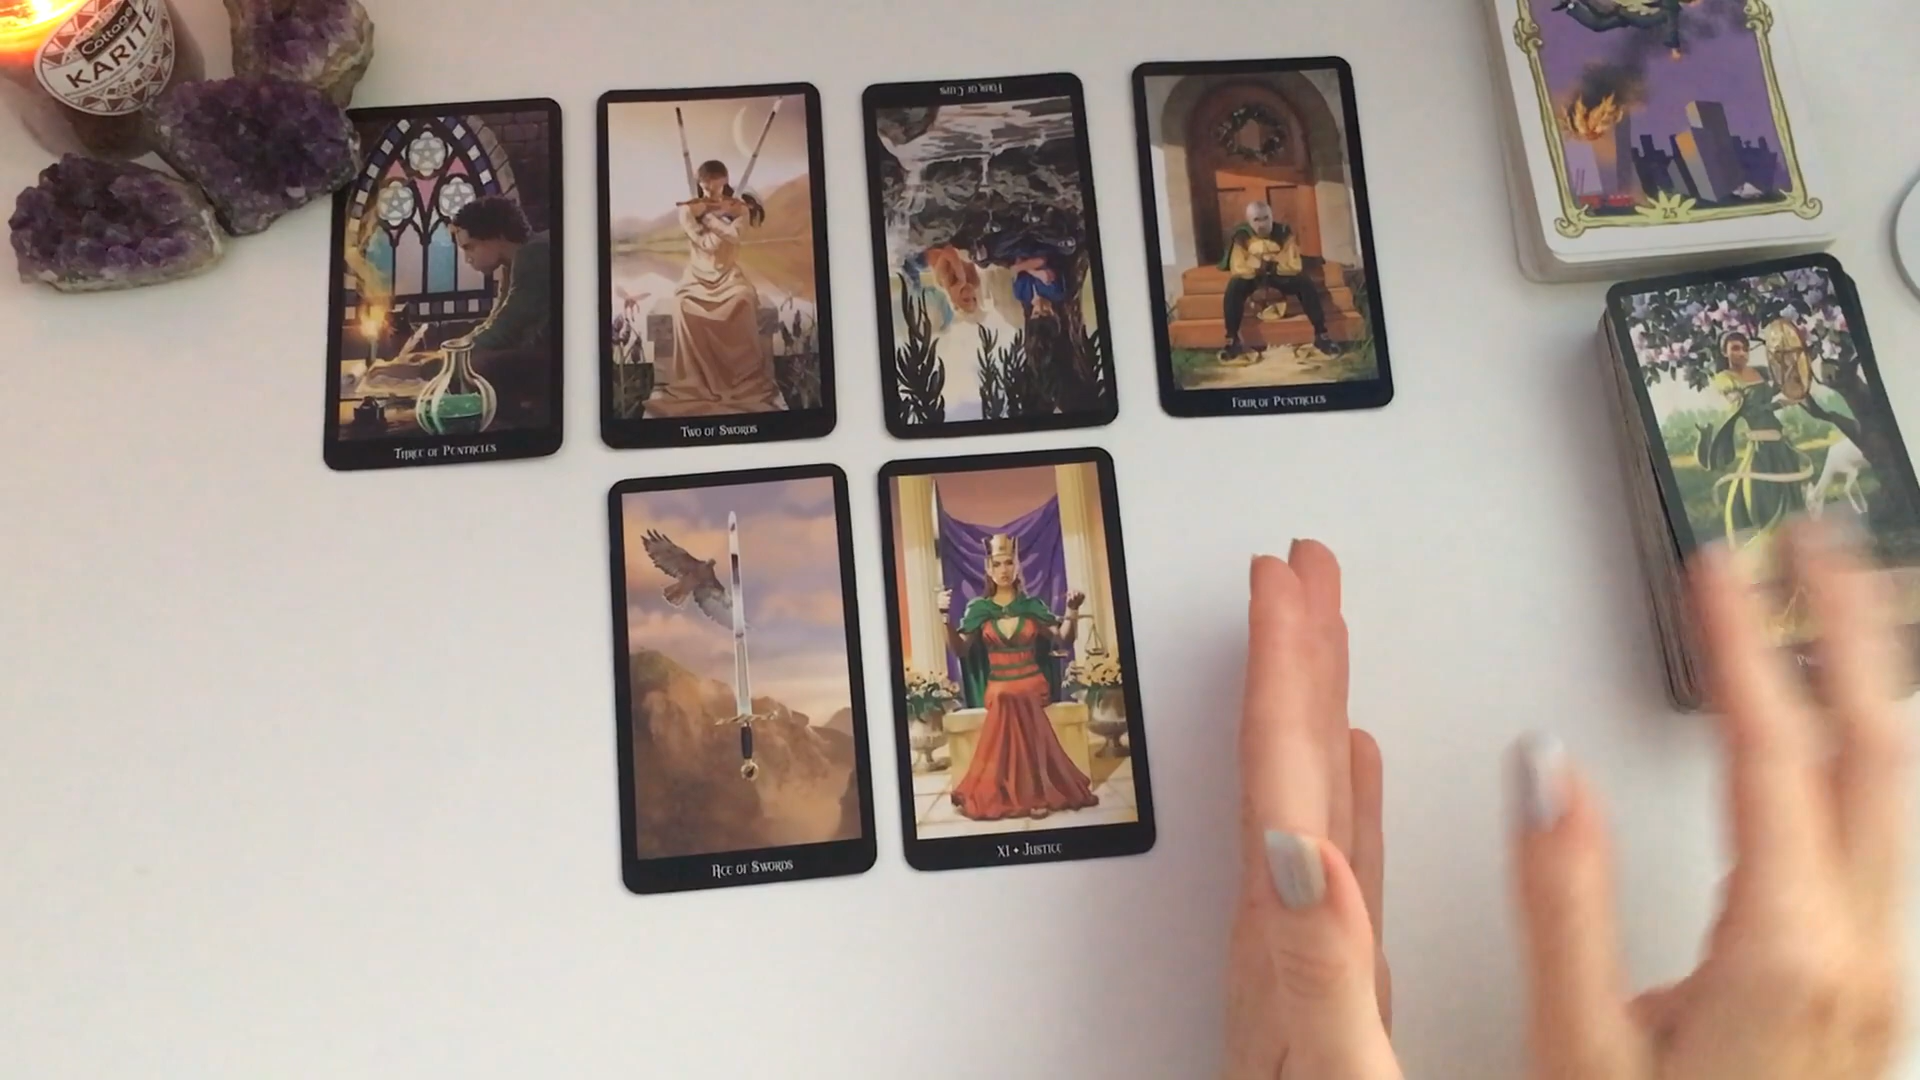 Cottage
KARITE
THREE OF PENTACLES
TWO OF SWORDS
FOUR OF CUPS
FOUR OF PENTACLES
25
ACE OF SWORDS
XI • JUSTICE